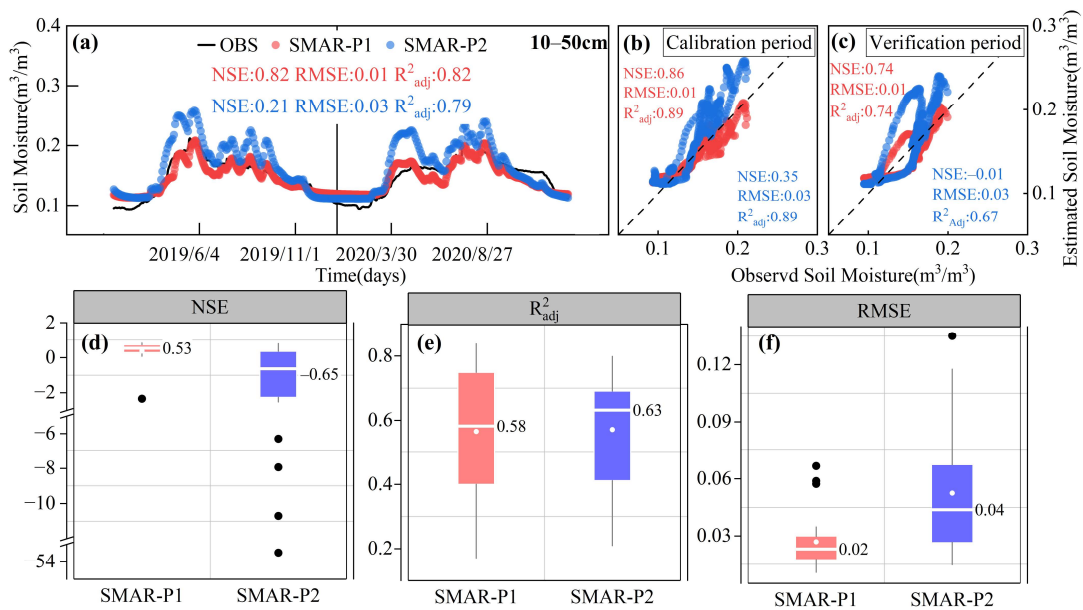 (a) OBS SMAR-P1 SMAR-P2 10–50cm
NSE:0.82 RMSE:0.01 R²adj:0.82
NSE:0.21 RMSE:0.03 R²adj:0.79
Soil Moisture(m³/m³)
0.4
0.3
0.2
0.1
2019/6/4 2019/11/1 2020/3/30 2020/8/27
Time(days)
(b) Calibration period
NSE:0.86
RMSE:0.01
R²adj:0.89
NSE:0.35
RMSE:0.03
R²adj:0.89
0.1 0.2 0.3
(c) Verification period
NSE:0.74
RMSE:0.01
R²adj:0.74
NSE:–0.01
RMSE:0.03
R²Adj:0.67
0.1 0.2 0.3
Observd Soil Moisture(m³/m³)
0.3
0.2
0.1
Estimated Soil Moisture(m³/m³)
NSE
(d)
2
0
−2
−6
−8
−10
54
0.53
−0.65
SMAR-P1 SMAR-P2
R²adj
(e)
0.8
0.6
0.4
0.2
0.58
0.63
SMAR-P1 SMAR-P2
RMSE
(f)
0.12
0.09
0.06
0.03
0.02
0.04
SMAR-P1 SMAR-P2